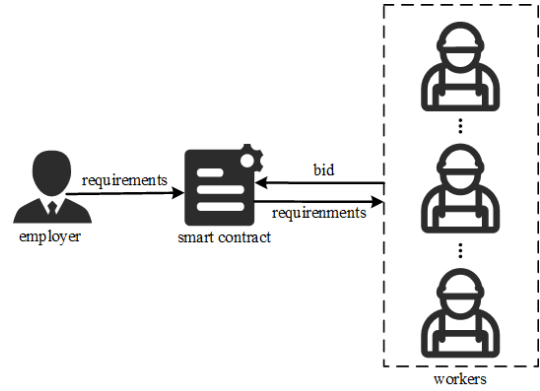 requirements
employer
smart contract
bid
requirenments
workers